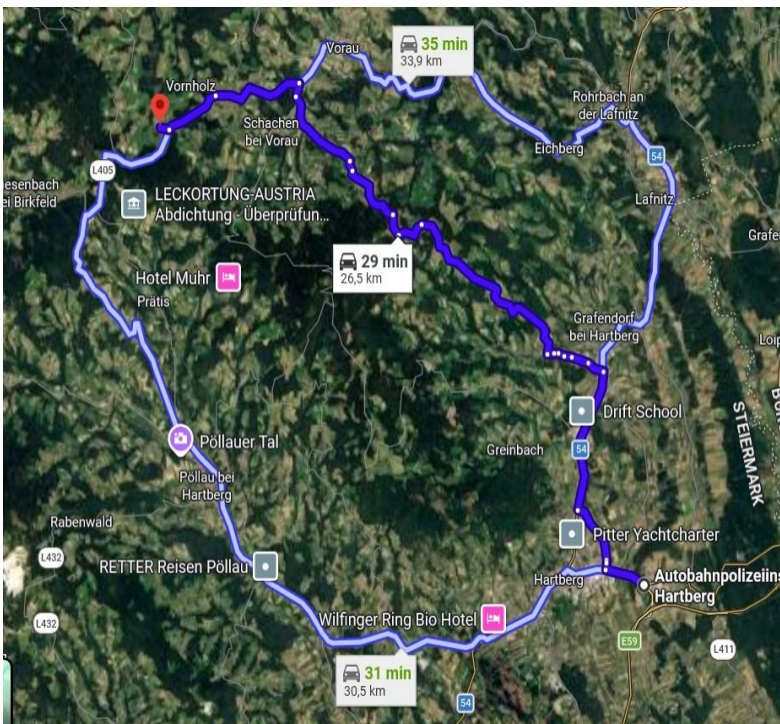 Vorau
35 min
33,9 km
Vornholz
Rohrbach an
der Lafnitz
Schachen
bei Vorau
Eichberg
54
L405
esenbach
ei Birkfeld
LECKORTUNG-AUSTRIA
Abdichtung - Überprüfun...
Lafnitz
Grafe
29 min
26,5 km
Hotel Muhr
Prätis
Grafendorf
bei Hartberg
Loip
Drift School
STEIERMARK
Pöllauer Tal
Greinbach
54
Pöllau bei
Hartberg
Rabenwald
Pitter Yachtcharter
L432
RETTER Reisen Pöllau
Hartberg
Autobahnpolizeiins
Hartberg
L432
Wilfinger Ring Bio Hotel
E59
L411
31 min
30,5 km
54